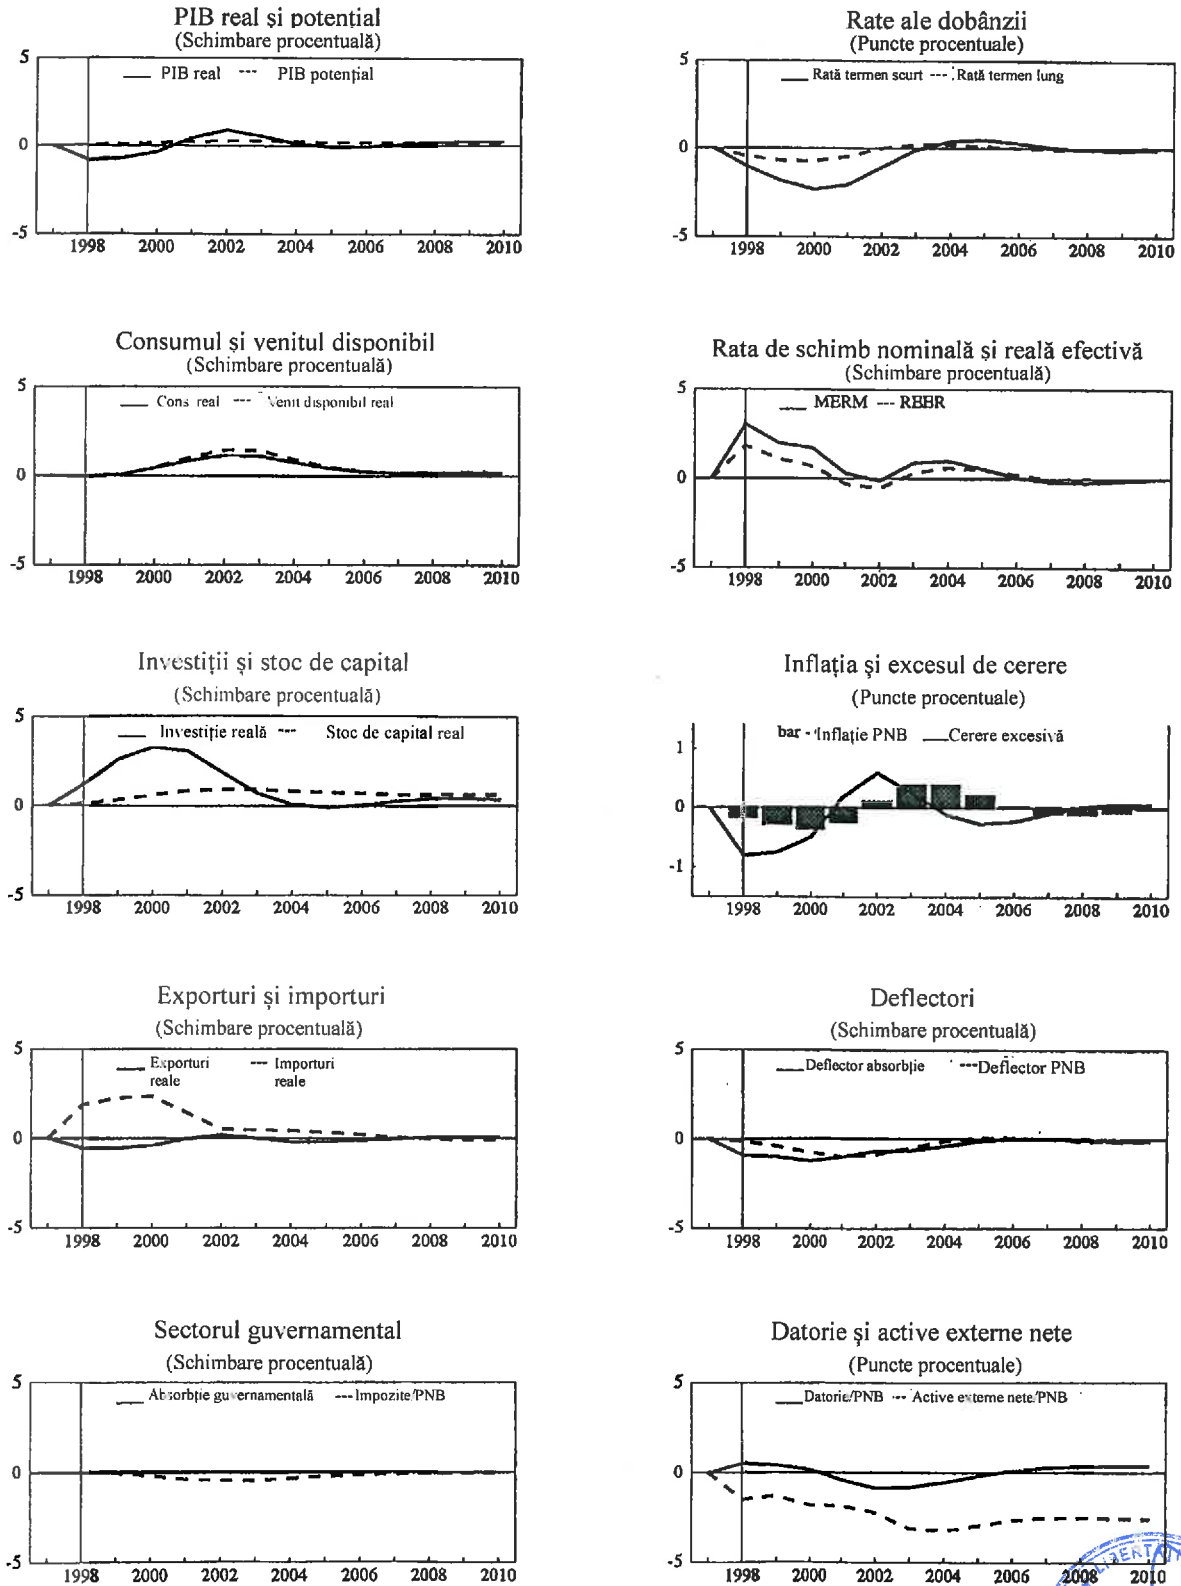 PIB real și potențial
(Schimbare procentuală)
5
PIB real PIB potențial
0
-5
1998 2000 2002 2004 2006 2008 2010
Rate ale dobânzii
(Puncte procentuale)
5
Rată termen scurt Rată termen lung
0
-5
1998 2000 2002 2004 2006 2008 2010
Consumul și venitul disponibil
(Schimbare procentuală)
5
Cons real Venit disponibil real
0
-5
1998 2000 2002 2004 2006 2008 2010
Rata de schimb nominală și reală efectivă
(Schimbare procentuală)
5
MERM REER
0
-5
1998 2000 2002 2004 2006 2008 2010
Investiții și stoc de capital
(Schimbare procentuală)
5
Investiție reală Stoc de capital real
0
-5
1998 2000 2002 2004 2006 2008 2010
Inflația și excesul de cerere
(Puncte procentuale)
bar - Inflație PNB Cerere excesivă
1
0
-1
1998 2000 2002 2004 2006 2008 2010
Exporturi și importuri
(Schimbare procentuală)
5
Exporturi Importuri
reale reale
0
-5
1998 2000 2002 2004 2006 2008 2010
Deflectori
(Schimbare procentuală)
5
Deflector absorbție Deflector PNB
0
-5
1998 2000 2002 2004 2006 2008 2010
Sectorul guvernamental
(Schimbare procentuală)
5
Absorbție guvernamentală Impozite/PNB
0
-5
1998 2000 2002 2004 2006 2008 2010
Datorie și active externe nete
(Puncte procentuale)
5
Datorie/PNB Active externe nete/PNB
0
-5
1998 2000 2002 2004 2006 2008 2010